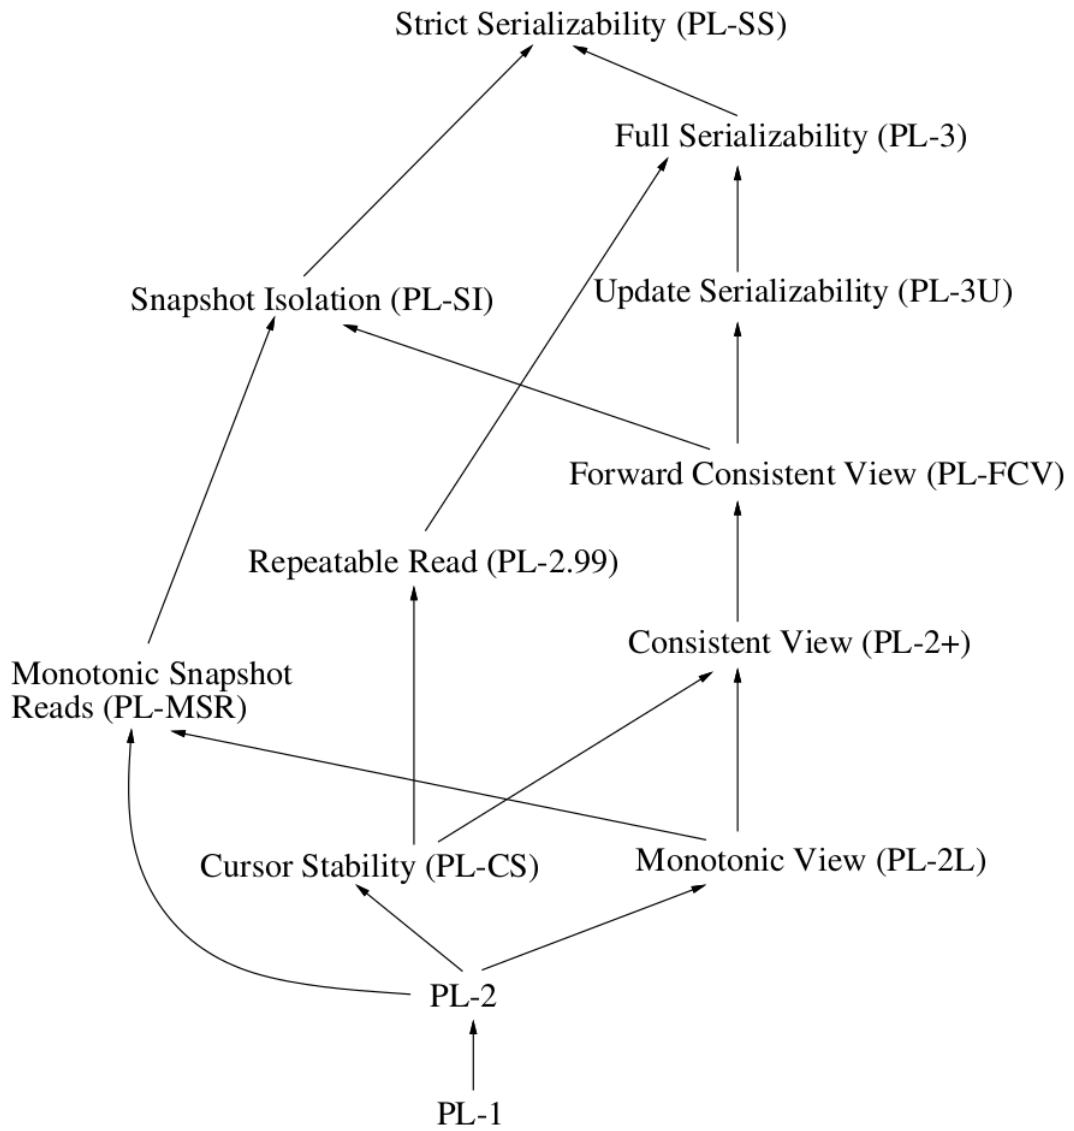 Strict Serializability (PL-SS)
Full Serializability (PL-3)
Snapshot Isolation (PL-SI)
Update Serializability (PL-3U)
Forward Consistent View (PL-FCV)
Repeatable Read (PL-2.99)
Consistent View (PL-2+)
Monotonic Snapshot
Reads (PL-MSR)
Cursor Stability (PL-CS)
Monotonic View (PL-2L)
PL-2
PL-1